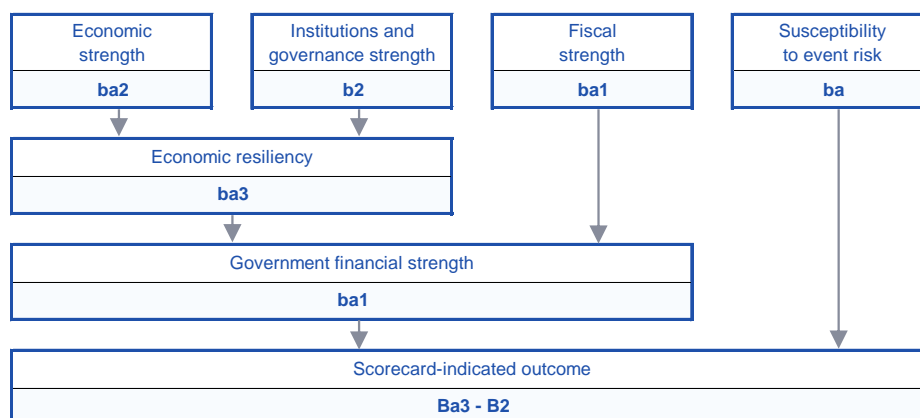 Economic
strength
ba2
Institutions and
governance strength
b2
Fiscal
strength
ba1
Susceptibility
to event risk
ba
Economic resiliency
ba3
Government financial strength
ba1
Scorecard-indicated outcome
Ba3 - B2